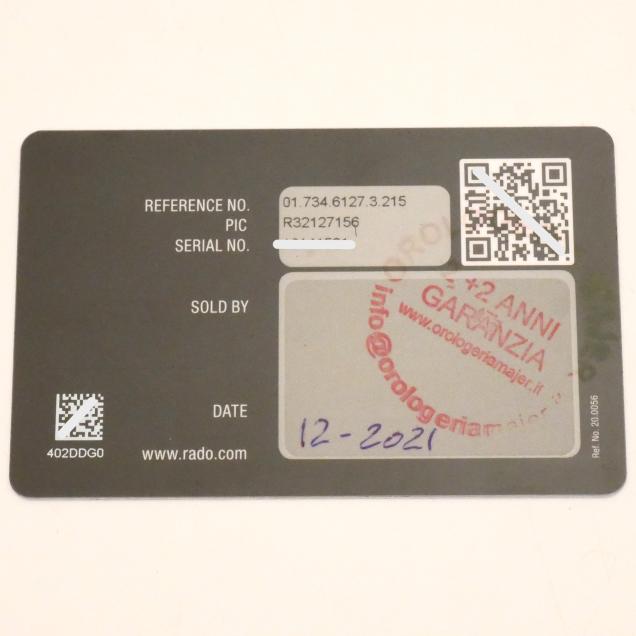 REFERENCE NO. 01.734.6127.3.215
PIC R32127156
SERIAL NO.
SOLD BY
+2 ANNI
GARANZIA
www.orologeriamajer.it
info@orologeriamajer
DATE 12-2021
402DDG0
www.rado.com
Ref. No. 20.0056